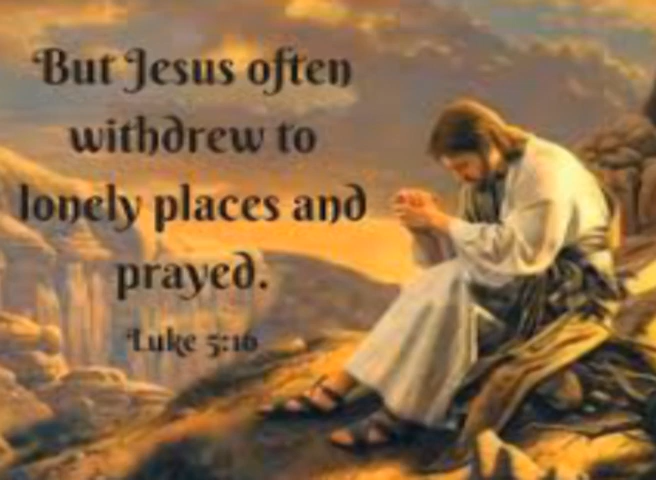 But Jesus often
withdrew to
lonely places and
prayed.
Luke 5:16